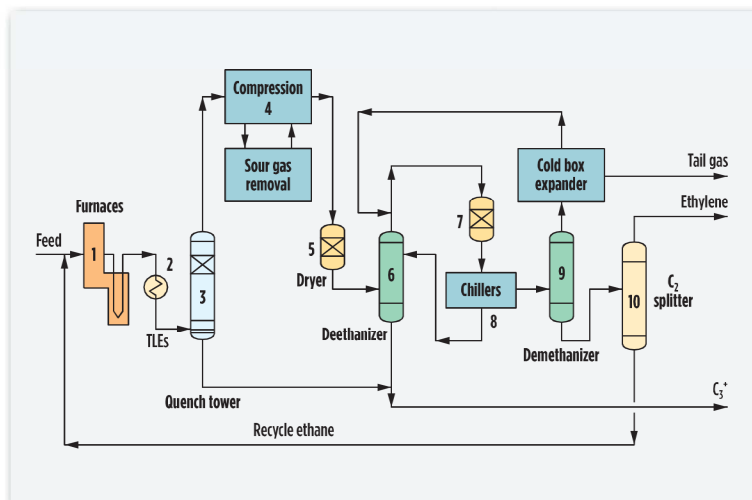 Compression
4
Sour gas
removal
Cold box
expander
Tail gas
Ethylene
Furnaces
Feed
1
2
TLEs
3
Quench tower
5
Dryer
6
Deethanizer
7
Chillers
8
9
Demethanizer
10
C₂
splitter
C₃⁺
Recycle ethane